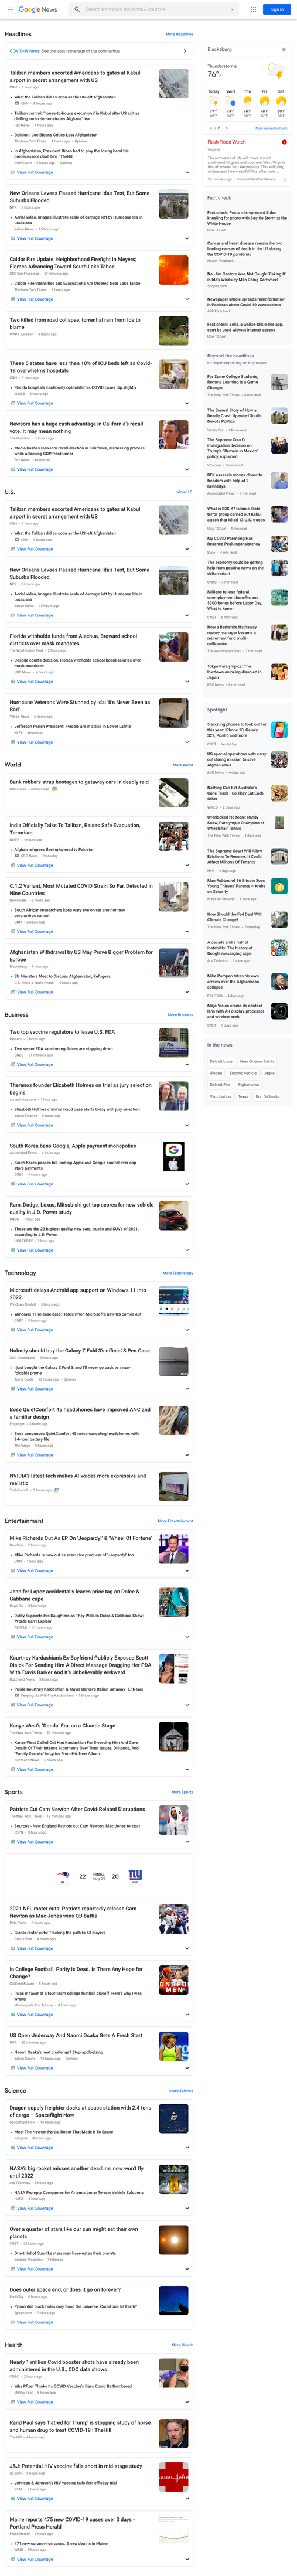 Google News
Search for topics, locations & sources
Sign in
Headlines
More Headlines
COVID-19 news: See the latest coverage of the coronavirus
Taliban members escorted Americans to gates at Kabul
airport in secret arrangement with US
CNN · 1 hour ago
What the Taliban did as soon as the US left Afghanistan
CNN · 9 hours ago
Taliban commit 'house-to-house executions' in Kabul after US exit as
chilling audio demonstrates Afghans' fear
Fox News · 4 hours ago
Opinion | Joe Biden's Critics Lost Afghanistan
The New York Times · 4 hours ago · Opinion
In Afghanistan, President Biden had to play the losing hand his
predecessors dealt him | TheHill
View Full Coverage
New Orleans Levees Passed Hurricane Ida's Test, But Some
Suburbs Flooded
NPR · 3 hours ago
Aerial video, images illustrate scale of damage left by Hurricane Ida in
Louisiana
Yahoo News · 15 hours ago
View Full Coverage
Caldor Fire Update: Neighborhood Firefight In Meyers;
Flames Advancing Toward South Lake Tahoe
CBS San Francisco · 37 minutes ago
Caldor Fire Intensifies and Evacuations Are Ordered Near Lake Tahoe
The New York Times · 3 hours ago
View Full Coverage
Two killed from road collapse, torrential rain from Ida to
blame
WAPT Jackson · 4 hours ago
These 5 states have less than 10% of ICU beds left as Covid-
19 overwhelms hospitals
CNN · 1 hour ago
Florida hospitals 'cautiously optimistic' as COVID cases dip slightly
View Full Coverage
Newsom has a huge cash advantage in California's recall
vote. It may mean nothing
The Guardian · 3 hours ago
Media bashes Newsom recall election in California, dismissing process
while attacking GOP frontrunner
Fox News · Yesterday
View Full Coverage
U.S.
More U.S.
Taliban members escorted Americans to gates at Kabul
airport in secret arrangement with US
CNN · 1 hour ago
What the Taliban did as soon as the US left Afghanistan
CNN · 9 hours ago
View Full Coverage
New Orleans Levees Passed Hurricane Ida's Test, But Some
Suburbs Flooded
NPR · 3 hours ago
Aerial video, images illustrate scale of damage left by Hurricane Ida in
Louisiana
Yahoo News · 15 hours ago
View Full Coverage
Florida withholds funds from Alachua, Broward school
districts over mask mandates
The Washington Post · 2 hours ago
Despite court's decision, Florida withholds school board salaries over
mask mandates
NBC News · 4 hours ago
View Full Coverage
Hurricane Veterans Were Stunned by Ida: 'It's Never Been as
Bad'
Yahoo News · 5 hours ago
Jefferson Parish President: 'People are in attics in Lower Lafitte'
KLFY · Yesterday
View Full Coverage
World
More World
Bank robbers strap hostages to getaway cars in deadly raid
CBS News · 4 hours ago
India Officially Talks To Taliban, Raises Safe Evacuation,
Terrorism
NDTV · 4 hours ago
Afghan refugees fleeing by road to Pakistan
CBC News · Yesterday
View Full Coverage
C.1.2 Variant, Most Mutated COVID Strain So Far, Detected in
Nine Countries
Newsweek · 6 hours ago
South African researchers keep wary eye on yet another new
coronavirus variant
View Full Coverage
Afghanistan Withdrawal by US May Prove Bigger Problem for
Europe
Bloomberg · 1 hour ago
EU Ministers Meet to Discuss Afghanistan, Refugees
U.S. News & World Report · 4 hours ago
View Full Coverage
Business
More Business
Two top vaccine regulators to leave U.S. FDA
Reuters · 2 hours ago
Two senior FDA vaccine regulators are stepping down
CNBC · 31 minutes ago
View Full Coverage
Theranos founder Elizabeth Holmes on trial as jury selection
begins
Elizabeth Holmes criminal fraud case starts today with jury selection
Yahoo Finance · 4 hours ago
View Full Coverage
South Korea bans Google, Apple payment monopolies
Associated Press · 4 hours ago
South Korea passes bill limiting Apple and Google control over app
store payments
View Full Coverage
Ram, Dodge, Lexus, Mitsubishi get top scores for new vehicle
quality in J.D. Power study
CNBC · 1 hour ago
These are the 23 highest quality new cars, trucks and SUVs of 2021,
according to J.D. Power
USA TODAY · 1 hour ago
View Full Coverage
Technology
More Technology
Microsoft delays Android app support on Windows 11 into
2022
Windows Central · 5 hours ago
Windows 11 release date: Here's when Microsoft's new OS comes out
CNET · 5 hours ago
View Full Coverage
Nobody should buy the Galaxy Z Fold 3's official S Pen Case
XDA Developers · 5 hours ago
I just bought the Galaxy Z Fold 3, and I'll never go back to a non-
foldable phone
Tom's Guide · 10 hours ago · Opinion
View Full Coverage
Bose QuietComfort 45 headphones have improved ANC and
a familiar design
Engadget · 5 hours ago
Bose announces QuietComfort 45 noise-canceling headphones with
24-hour battery life
The Verge · 5 hours ago
View Full Coverage
NVIDIA's latest tech makes AI voices more expressive and
realistic
TechCrunch · 5 hours ago
Entertainment
More Entertainment
Mike Richards Out As EP On 'Jeopardy!' & 'Wheel Of Fortune'
Deadline · 2 hours ago
Mike Richards is now out as executive producer of 'Jeopardy!' too
CNN · 1 hour ago
View Full Coverage
Jennifer Lopez accidentally leaves price tag on Dolce &
Gabbana cape
Page Six · 3 hours ago
Diddy Supports His Daughters as They Walk in Dolce & Gabbana Show:
'Words Can't Explain'
PEOPLE · 21 hours ago
View Full Coverage
Kourtney Kardashian's Ex-Boyfriend Publicly Exposed Scott
Disick For Sending Him A Direct Message Dragging Her PDA
With Travis Barker And It's Unbelievably Awkward
BuzzFeed News · 3 hours ago
Inside Kourtney Kardashian & Travis Barker's Italian Getaway | E! News
Keeping Up With The Kardashians · 18 hours ago
View Full Coverage
Kanye West's 'Donda' Era, on a Chaotic Stage
The New York Times · 39 minutes ago
Kanye West Called Out Kim Kardashian For Divorcing Him And Gave
Details Of Their Intense Arguments Over Trust Issues, Distance, And
"Family Secrets" In Lyrics From His New Album
BuzzFeed News · 6 hours ago
View Full Coverage
Sports
More Sports
Patriots Cut Cam Newton After Covid-Related Disruptions
The New York Times · 18 minutes ago
Sources - New England Patriots cut Cam Newton; Mac Jones to start
ESPN · 3 hours ago
View Full Coverage
NE
22
FINAL
Aug 29
20
NYG
2021 NFL roster cuts: Patriots reportedly release Cam
Newton as Mac Jones wins QB battle
Pats Pulpit · 3 hours ago
Giants roster cuts: Tracking the path to 53 players
Giants Wire · 4 hours ago
View Full Coverage
In College Football, Parity Is Dead. Is There Any Hope for
Change?
I was in favor of a four-team college football playoff. Here's why I was
wrong
Minneapolis Star Tribune · 9 hours ago
View Full Coverage
US Open Underway And Naomi Osaka Gets A Fresh Start
NPR · 36 minutes ago
Naomi Osaka's next challenge? Stop apologizing
Yahoo Sports · 14 hours ago · Opinion
View Full Coverage
Science
More Science
Dragon supply freighter docks at space station with 2.4 tons
of cargo – Spaceflight Now
Spaceflight Now · 19 hours ago
Meet The Newest Partial Robot That Made It To Space
View Full Coverage
NASA's big rocket misses another deadline, now won't fly
until 2022
Ars Technica · 3 hours ago
NASA Prompts Companies for Artemis Lunar Terrain Vehicle Solutions
NASA · 1 hour ago
View Full Coverage
Over a quarter of stars like our sun might eat their own
planets
CNET · 22 hours ago
One-third of Sun-like stars may have eaten their planets
Science Magazine · Yesterday
View Full Coverage
Does outer space end, or does it go on forever?
EarthSky · 5 hours ago
Primordial black holes may flood the universe. Could one hit Earth?
Space.com · 7 hours ago
View Full Coverage
Health
More Health
Nearly 1 million Covid booster shots have already been
administered in the U.S., CDC data shows
CNBC · 3 hours ago
Why Pfizer Thinks Its COVID Vaccine's Days Could Be Numbered
Motley Fool · 9 hours ago
View Full Coverage
Rand Paul says 'hatred for Trump' is stopping study of horse
and human drug to treat COVID-19 | TheHill
The Hill · 4 hours ago
J&J: Potential HIV vaccine falls short in mid-stage study
Johnson & Johnson's HIV vaccine fails first efficacy trial
STAT · 7 hours ago
View Full Coverage
Maine reports 475 new COVID-19 cases over 3 days -
Portland Press Herald
Press Herald · 2 hours ago
471 new coronavirus cases, 2 new deaths in Maine
WABI · 5 hours ago
View Full Coverage
Blacksburg
Thunderstorms
76°F
Today Wed Thu Fri Sat
C | F | K
More on weather.com
Flash Flood Watch
Virginia
The remnants of Ida will move toward
southwest Virginia and southern West Virginia
this afternoon into Wednesday. This will bring
widespread heavy rainfall this afternoon ...
22 minutes ago · National Weather Service
Fact check
Fact check: Posts misrepresent Biden
kneeling for photo with Seattle Storm at the
White House
USA TODAY
Cancer and heart disease remain the two
leading causes of death in the US during
the COVID-19 pandemic
Health Feedback
No, Jim Cantore Was Not Caught 'Faking It'
in Ida's Winds by Man Doing Cartwheel
Snopes.com
Newspaper article spreads misinformation
in Pakistan about Covid-19 vaccinations
AFP Factcheck
Fact check: Zello, a walkie-talkie-like app,
can't be used without internet access
USA TODAY
Beyond the headlines
In-depth reporting on key topics
For Some College Students,
Remote Learning Is a Game
Changer
The New York Times · 6 min read
The Surreal Story of How a
Deadly Crash Upended South
Dakota Politics
Vanity Fair · 24 min read
The Supreme Court's
immigration decision on
Trump's "Remain in Mexico"
policy, explained
Vox.com · 5 min read
RFK assassin moves closer to
freedom with help of 2
Kennedys
Associated Press · 6 min read
What is ISIS-K? Islamic State
terror group carried out Kabul
attack that killed 13 U.S. troops
USA TODAY · 4 min read
My COVID Parenting Has
Reached Peak Inconsistency
Slate · 4 min read
The economy could be getting
help from positive news on the
delta variant
CNBC · 3 min read
Millions to lose federal
unemployment benefits and
$300 bonus before Labor Day.
What to know
CNET · 6 min read
How a Berkshire Hathaway
money manager became a
retirement fund multi-
millionaire
The Washington Post · 7 min read
Tokyo Paralympics: The
loudness on being disabled in
Japan
BBC News · 6 min read
Spotlight
5 exciting phones to look out for
this year: iPhone 13, Galaxy
S22, Pixel 6 and more
CNET · Yesterday
US special operations vets carry
out daring mission to save
Afghan allies
ABC News · 4 days ago
Nothing Can Eat Australia's
Cane Toads—So They Eat Each
Other
WIRED · 2 days ago
Overlooked No More: Randy
Snow, Paralympic Champion of
Wheelchair Tennis
The New York Times · 6 days ago
The Supreme Court Will Allow
Evictions To Resume. It Could
Affect Millions Of Tenants
NPR · 4 days ago
Man Robbed of 16 Bitcoin Sues
Young Thieves' Parents – Krebs
on Security
Krebs on Security · 5 days ago
How Should the Fed Deal With
Climate Change?
The New York Times · Yesterday
A decade and a half of
instability: The history of
Google messaging apps
Ars Technica · 6 days ago
Mike Pompeo takes his own
arrows over the Afghanistan
collapse
POLITICO · 4 days ago
Mojo Vision crams its contact
lens with AR display, processor
and wireless tech
CNET · 5 days ago
In the news
Detroit Lions
New Orleans Saints
iPhone
Electric vehicle
Apple
Detroit Zoo
Afghanistan
Vaccination
Texas
Ron DeSantis